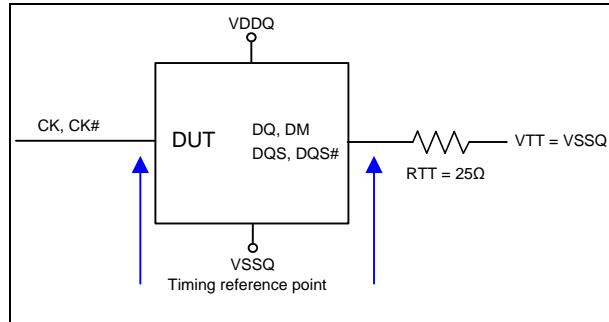 VDDQ
CK, CK#
DUT
DQ, DM
DQS, DQS#
VTT = VSSQ
RTT = 25Ω
VSSQ
Timing reference point